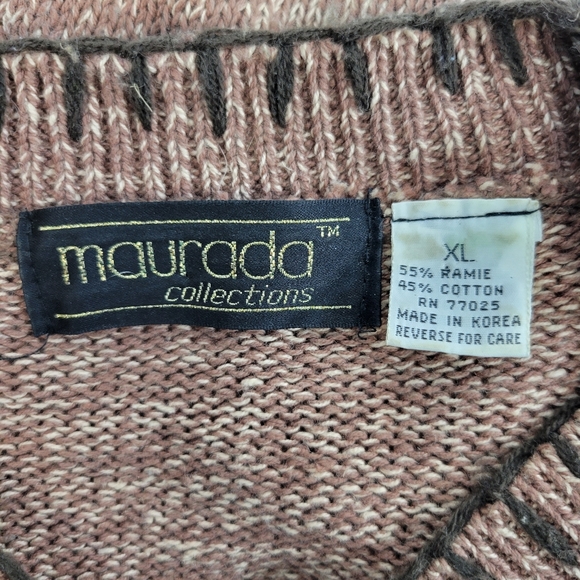 maurada™
collections
XL
55% RAMIE
45% COTTON
RN 77025
MADE IN KOREA
REVERSE FOR CARE